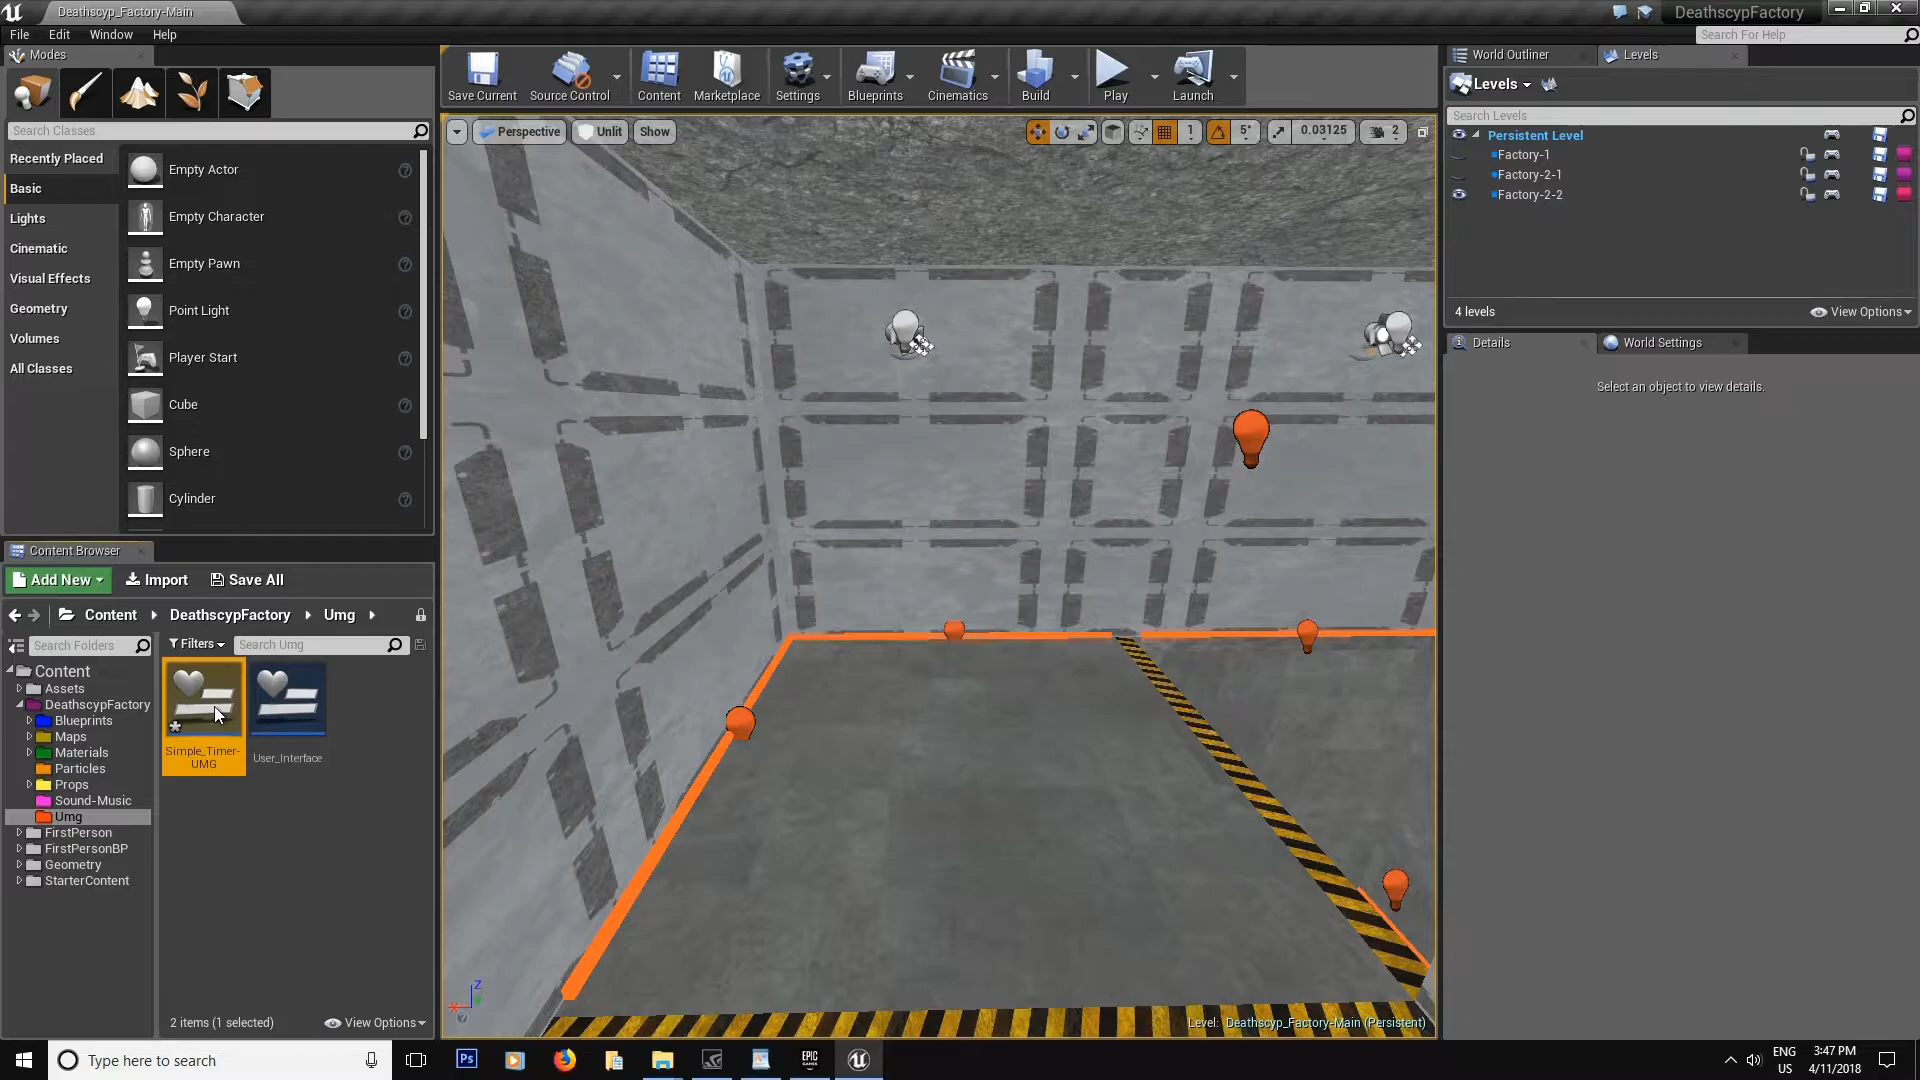 Deathscyp_Factory-Main
DeathscypFactory
File Edit Window Help
Search For Help
Modes
Search Classes
Recently Placed
Basic
Lights
Cinematic
Visual Effects
Geometry
Volumes
All Classes
Empty Actor
Empty Character
Empty Pawn
Point Light
Player Start
Cube
Sphere
Cylinder
Save Current
Source Control
Content
Marketplace
Settings
Blueprints
Cinematics
Build
Play
Launch
Perspective
Unlit
Show
1
5°
0.03125
2
Z
Level: Deathscyp_Factory-Main (Persistent)
World Outliner
Levels
Levels
Search Levels
Persistent Level
Factory-1
Factory-2-1
Factory-2-2
4 levels
View Options
Details
World Settings
Select an object to view details.
Content Browser
Add New
Import
Save All
Content
DeathscypFactory
Umg
Search Folders
Filters
Search Umg
Content
Assets
DeathscypFactory
Blueprints
Maps
Materials
Particles
Props
Sound-Music
Umg
FirstPerson
FirstPersonBP
Geometry
StarterContent
Simple_Timer-
UMG
User_Interface
2 items (1 selected)
View Options
Type here to search
Ps
EPIC
GAMES
ENG
US
3:47 PM
4/11/2018